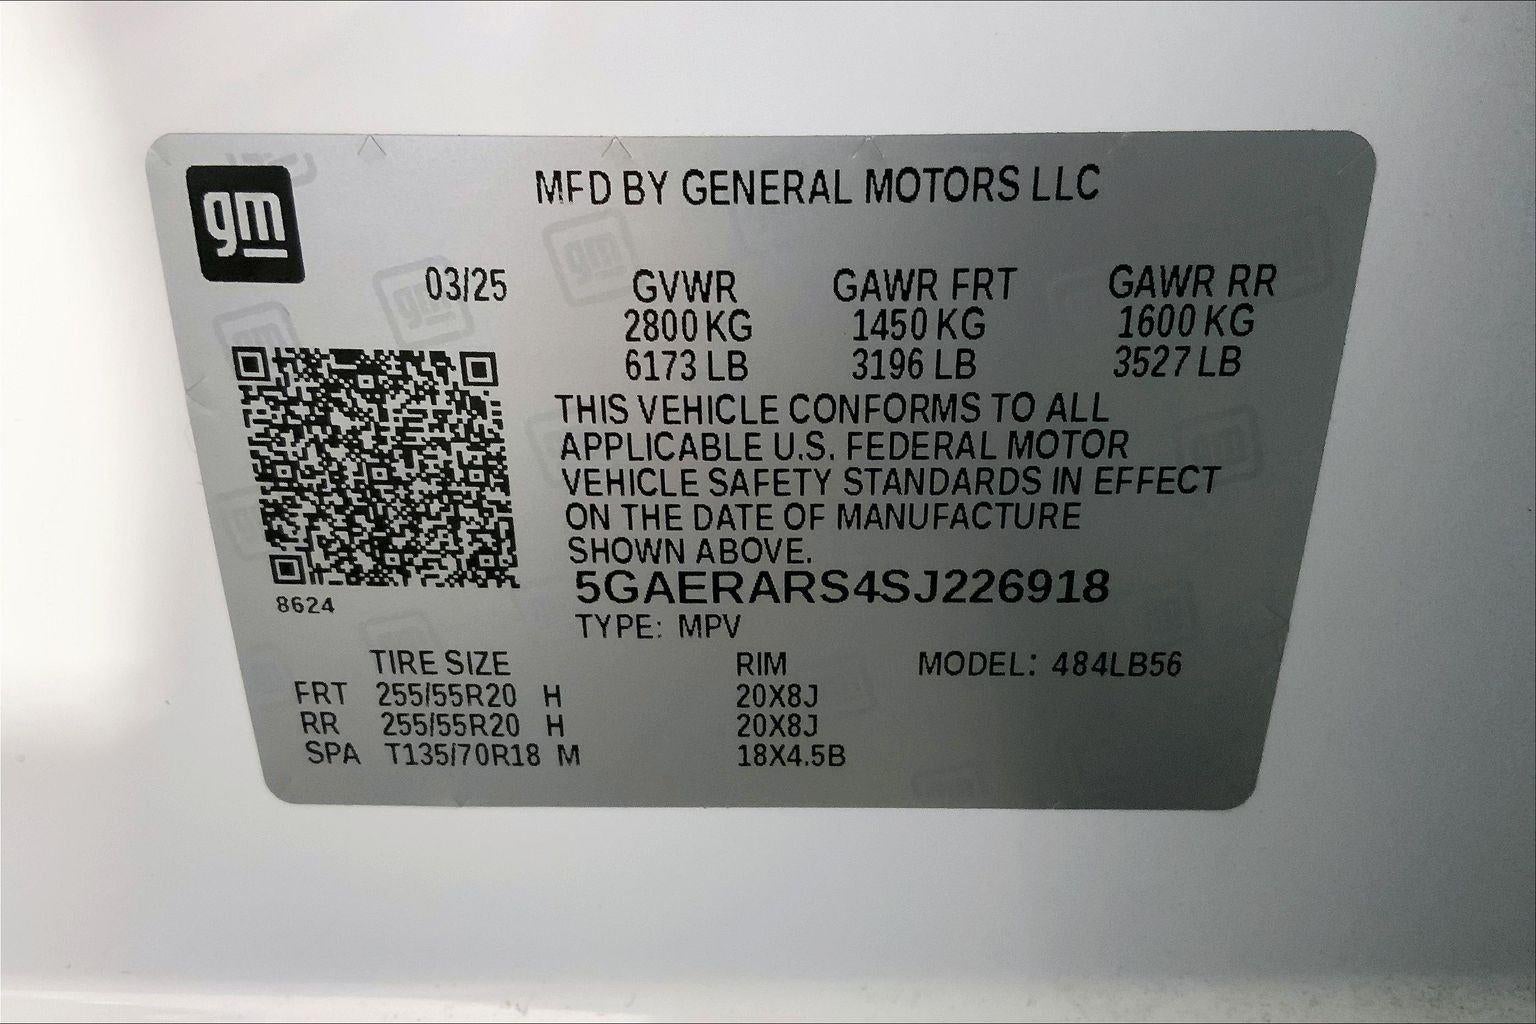 gm
MFD BY GENERAL MOTORS LLC
03/25 GVWR GAWR FRT GAWR RR
2800 KG 1450 KG 1600 KG
6173 LB 3196 LB 3527 LB
THIS VEHICLE CONFORMS TO ALL
APPLICABLE U.S. FEDERAL MOTOR
VEHICLE SAFETY STANDARDS IN EFFECT
ON THE DATE OF MANUFACTURE
SHOWN ABOVE.
5GAERARS4SJ226918
8624
TYPE: MPV
TIRE SIZE RIM MODEL: 484LB56
FRT 255/55R20 H 20X8J
RR 255/55R20 H 20X8J
SPA T135/70R18 M 18X4.5B